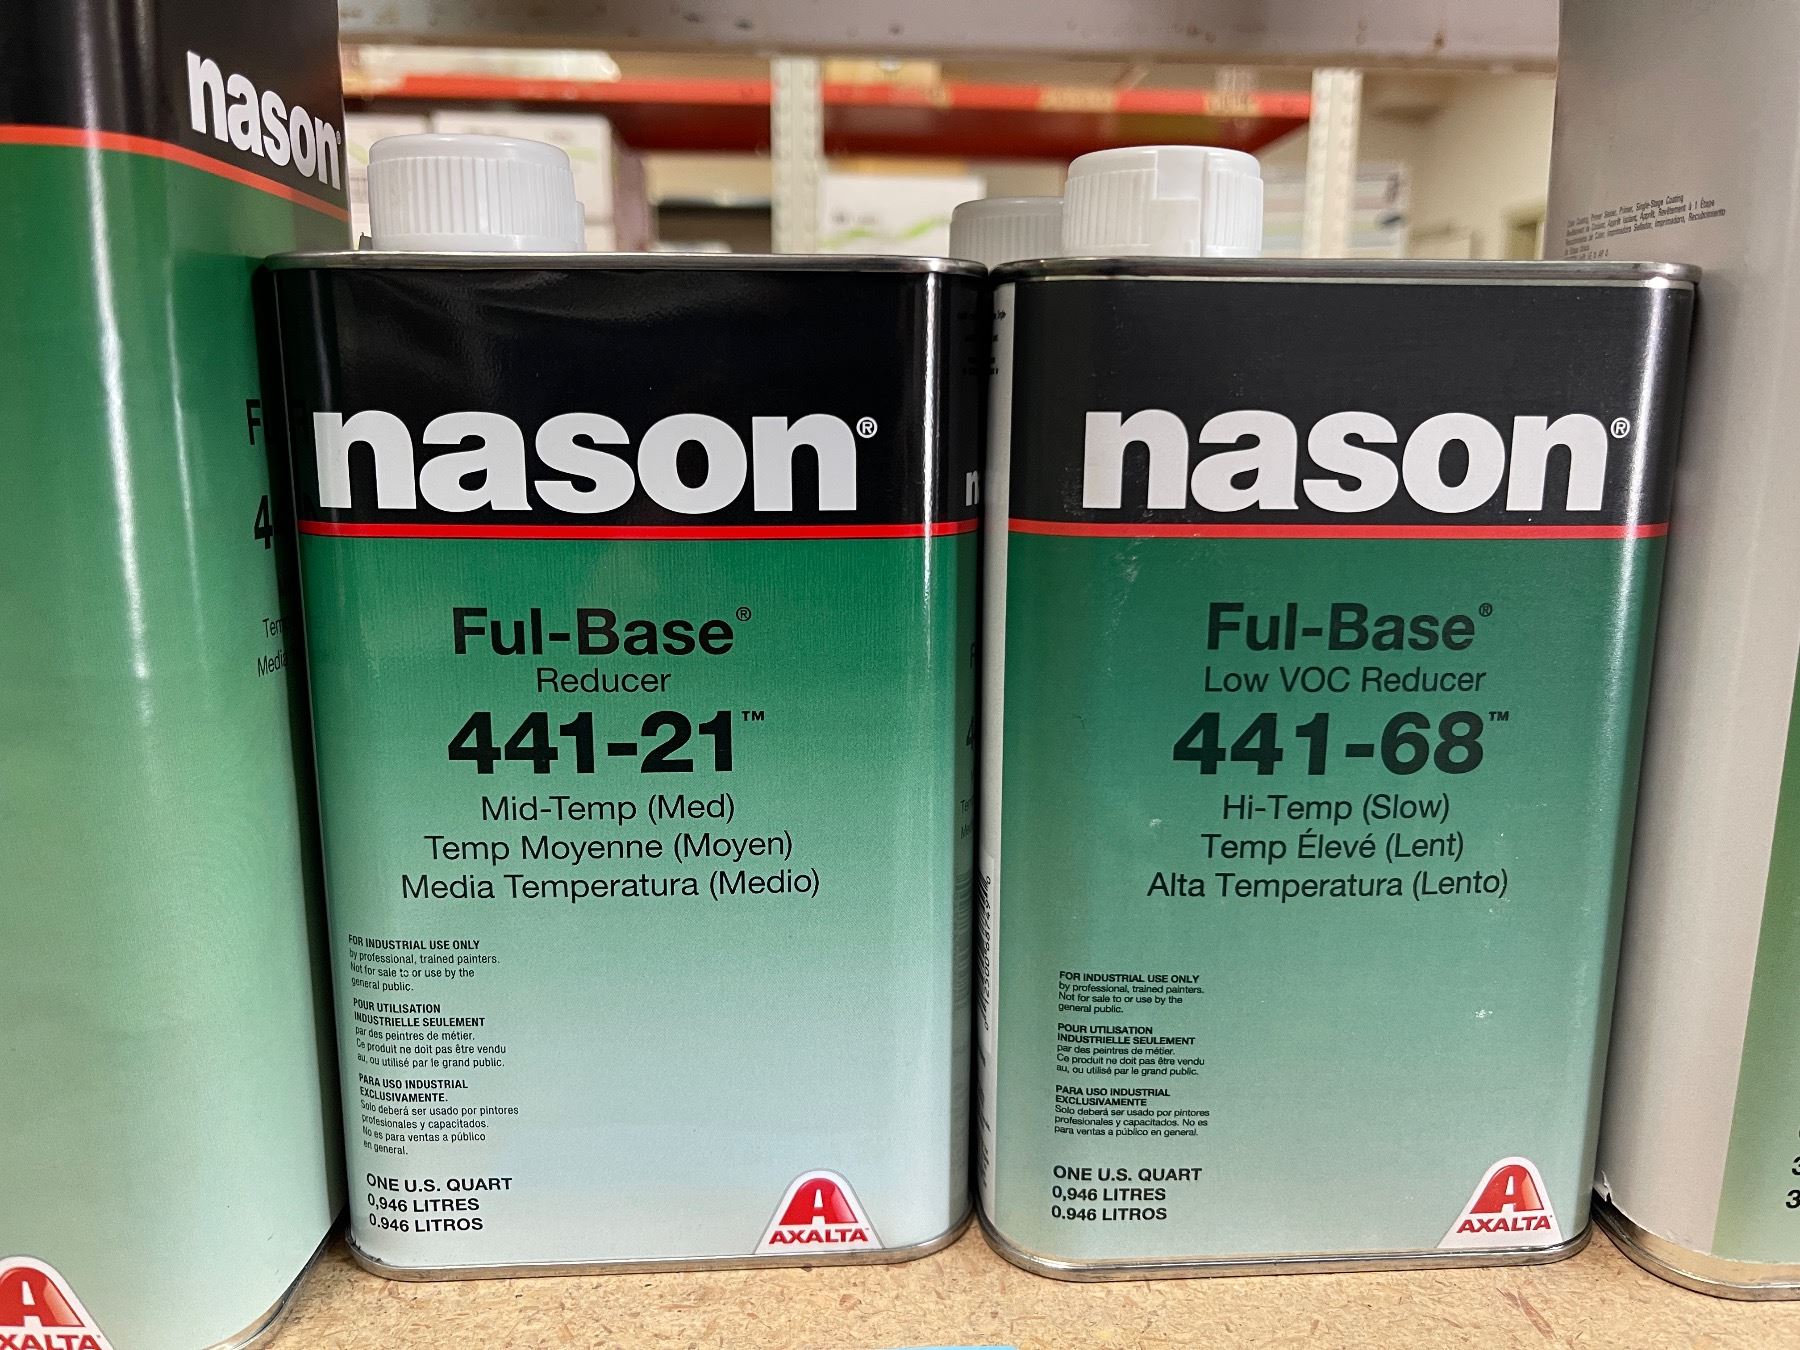 nason®
AXALTA
nason®
Ful-Base®
Reducer
441-21™
Mid-Temp (Med)
Temp Moyenne (Moyen)
Media Temperatura (Medio)
FOR INDUSTRIAL USE ONLY
by professional, trained painters.
Not for sale to or use by the
general public.
POUR UTILISATION
INDUSTRIELLE SEULEMENT
par des peintres de métier.
Ce produit ne doit pas être vendu
au, ou utilisé par le grand public.
PARA USO INDUSTRIAL
EXCLUSIVAMENTE.
Solo deberá ser usado por pintores
profesionales y capacitados.
No es para ventas a público
en general.
ONE U.S. QUART
0,946 LITRES
0.946 LITROS
AXALTA
nason®
Ful-Base®
Low VOC Reducer
441-68™
Hi-Temp (Slow)
Temp Élevé (Lent)
Alta Temperatura (Lento)
FOR INDUSTRIAL USE ONLY
by professional, trained painters.
Not for sale to or use by the
general public.
POUR UTILISATION
INDUSTRIELLE SEULEMENT
par des peintres de métier.
Ce produit ne doit pas être vendu
au, ou utilisé par le grand public.
PARA USO INDUSTRIAL
EXCLUSIVAMENTE
Solo deberá ser usado por pintores
profesionales y capacitados. No es
para ventas a público en general.
ONE U.S. QUART
0,946 LITRES
0.946 LITROS
AXALTA